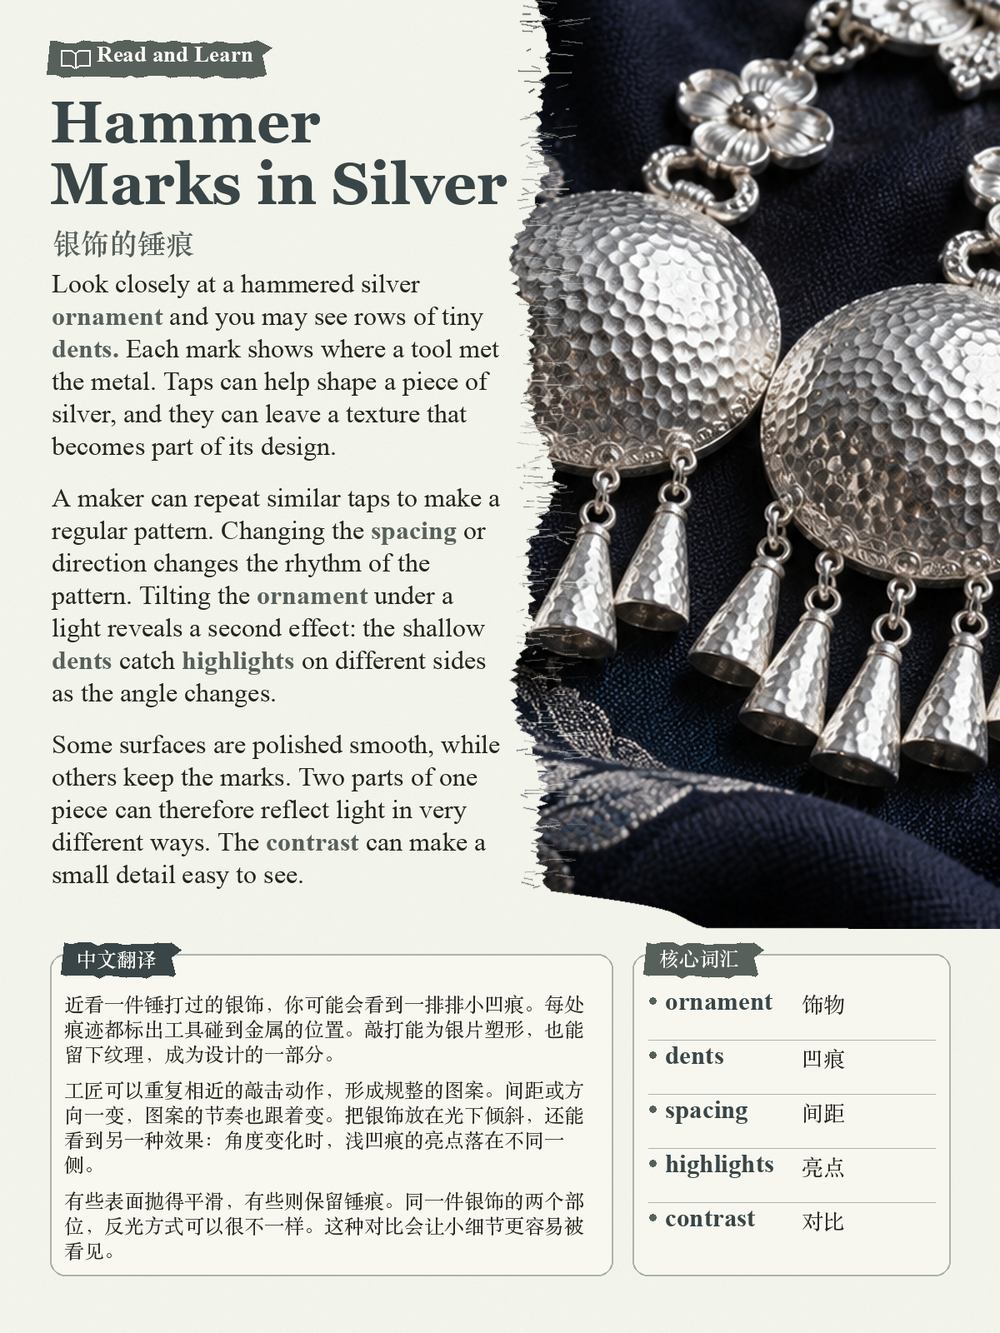 Read and Learn
Hammer
Marks in Silver
银饰的锤痕
Look closely at a hammered silver
ornament and you may see rows of tiny
dents. Each mark shows where a tool met
the metal. Taps can help shape a piece of
silver, and they can leave a texture that
becomes part of its design.
A maker can repeat similar taps to make a
regular pattern. Changing the spacing or
direction changes the rhythm of the
pattern. Tilting the ornament under a
light reveals a second effect: the shallow
dents catch highlights on different sides
as the angle changes.
Some surfaces are polished smooth, while
others keep the marks. Two parts of one
piece can therefore reflect light in very
different ways. The contrast can make a
small detail easy to see.
中文翻译
近看一件锤打过的银饰，你可能会看到一排排小凹痕。每处
痕迹都标出工具碰到金属的位置。敲打能为银片塑形，也能
留下纹理，成为设计的一部分。
工匠可以重复相近的敲击动作，形成规整的图案。间距或方
向一变，图案的节奏也跟着变。把银饰放在光下倾斜，还能
看到另一种效果：角度变化时，浅凹痕的亮点落在不同一
侧。
有些表面抛得平滑，有些则保留锤痕。同一件银饰的两个部
位，反光方式可以很不一样。这种对比会让小细节更容易被
看见。
核心词汇
• ornament 饰物
• dents 凹痕
• spacing 间距
• highlights 亮点
• contrast 对比